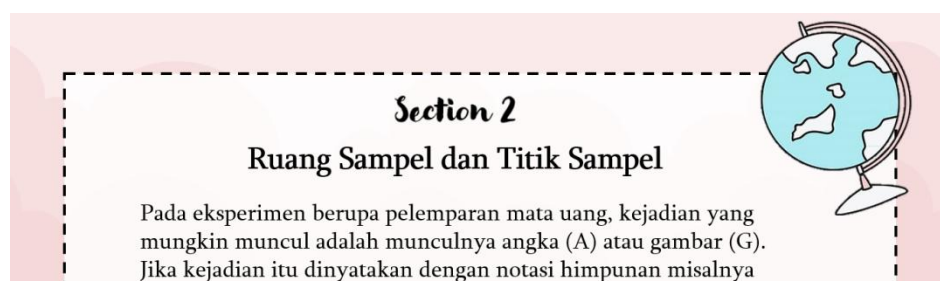 Section 2
Ruang Sampel dan Titik Sampel
Pada eksperimen berupa pelemparan mata uang, kejadian yang
mungkin muncul adalah munculnya angka (A) atau gambar (G).
Jika kejadian itu dinyatakan dengan notasi himpunan misalnya